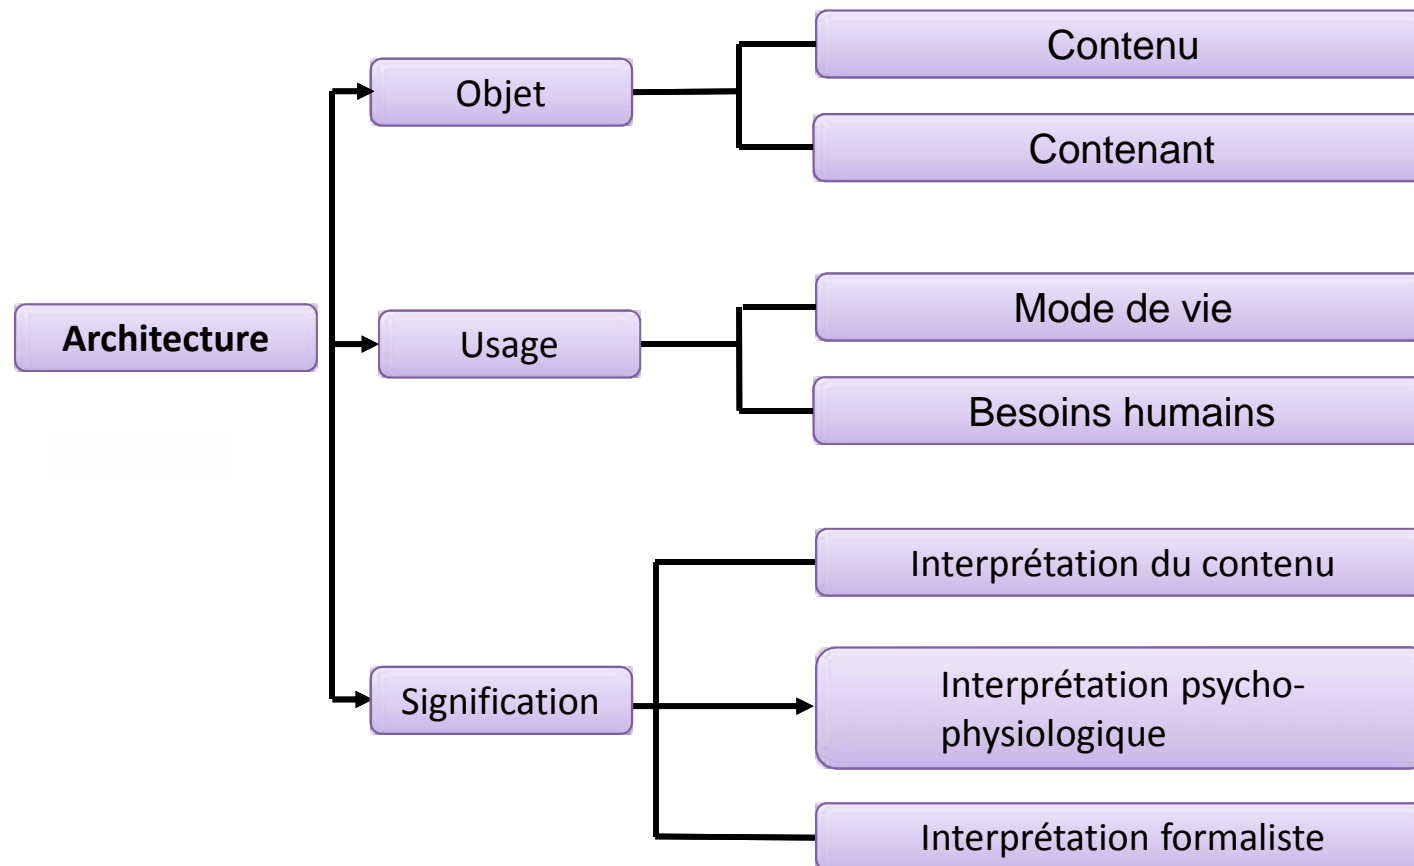 Architecture
Objet
Contenu
Contenant
Usage
Mode de vie
Besoins humains
Signification
Interprétation du contenu
Interprétation psycho-
physiologique
Interprétation formaliste